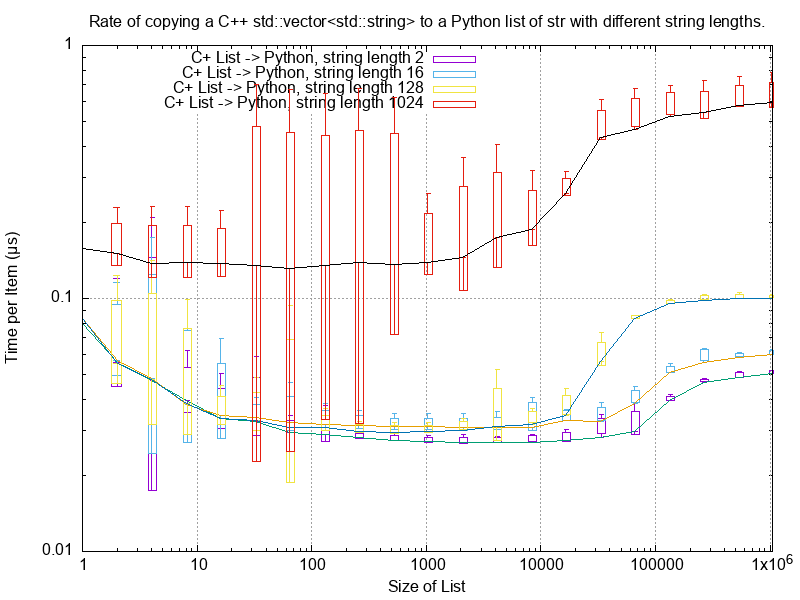 Rate of copying a C++ std::vector<std::string> to a Python list of str with different string lengths.
1
0.1
0.01
Time per Item (µs)
C+ List -> Python, string length 2
C+ List -> Python, string length 16
C+ List -> Python, string length 128
C+ List -> Python, string length 1024
1 10 100 1000 10000 100000 1x10⁶
Size of List